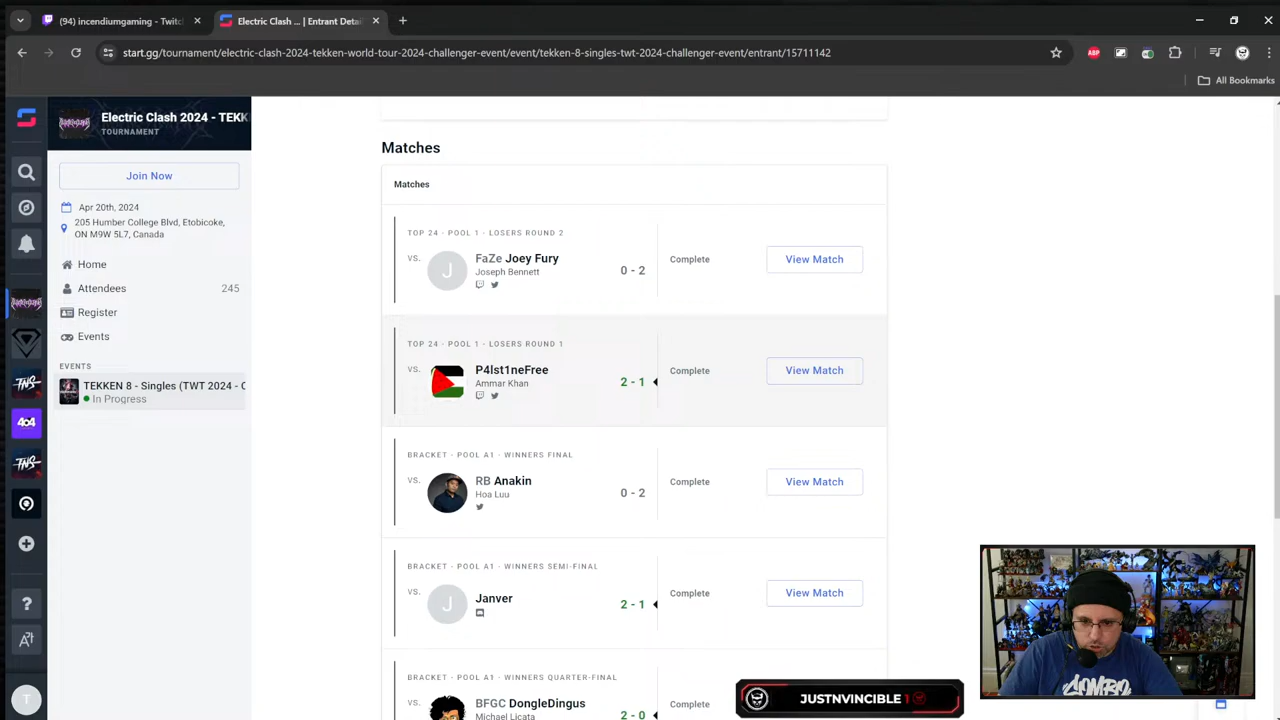 (94) incendiumgaming - Twitc
Electric Clash ... | Entrant Detai
start.gg/tournament/electric-clash-2024-tekken-world-tour-2024-challenger-event/event/tekken-8-singles-twt-2024-challenger-event/entrant/15711142
ABP
All Bookmarks
Electric Clash 2024 - TEKK
TOURNAMENT
Join Now
Apr 20th, 2024
205 Humber College Blvd, Etobicoke,
ON M9W 5L7, Canada
Home
Attendees 245
Register
Events
EVENTS
TEKKEN 8 - Singles (TWT 2024 - C
In Progress
TNS
404
TNS
?
T
Matches
Matches
TOP 24 - POOL 1 - LOSERS ROUND 2
VS. J FaZe Joey Fury 0 - 2 Complete View Match
Joseph Bennett
TOP 24 - POOL 1 - LOSERS ROUND 1
VS. P4lst1neFree 2 - 1 Complete View Match
Ammar Khan
BRACKET - POOL A1 - WINNERS FINAL
VS. RB Anakin 0 - 2 Complete View Match
Hoa Luu
BRACKET - POOL A1 - WINNERS SEMI-FINAL
VS. J Janver 2 - 1 Complete View Match
BRACKET - POOL A1 - WINNERS QUARTER-FINAL
VS. BFGC DongleDingus 2 - 0 Complete
Michael Licata
JUSTNVINCIBLE 1
COMBO